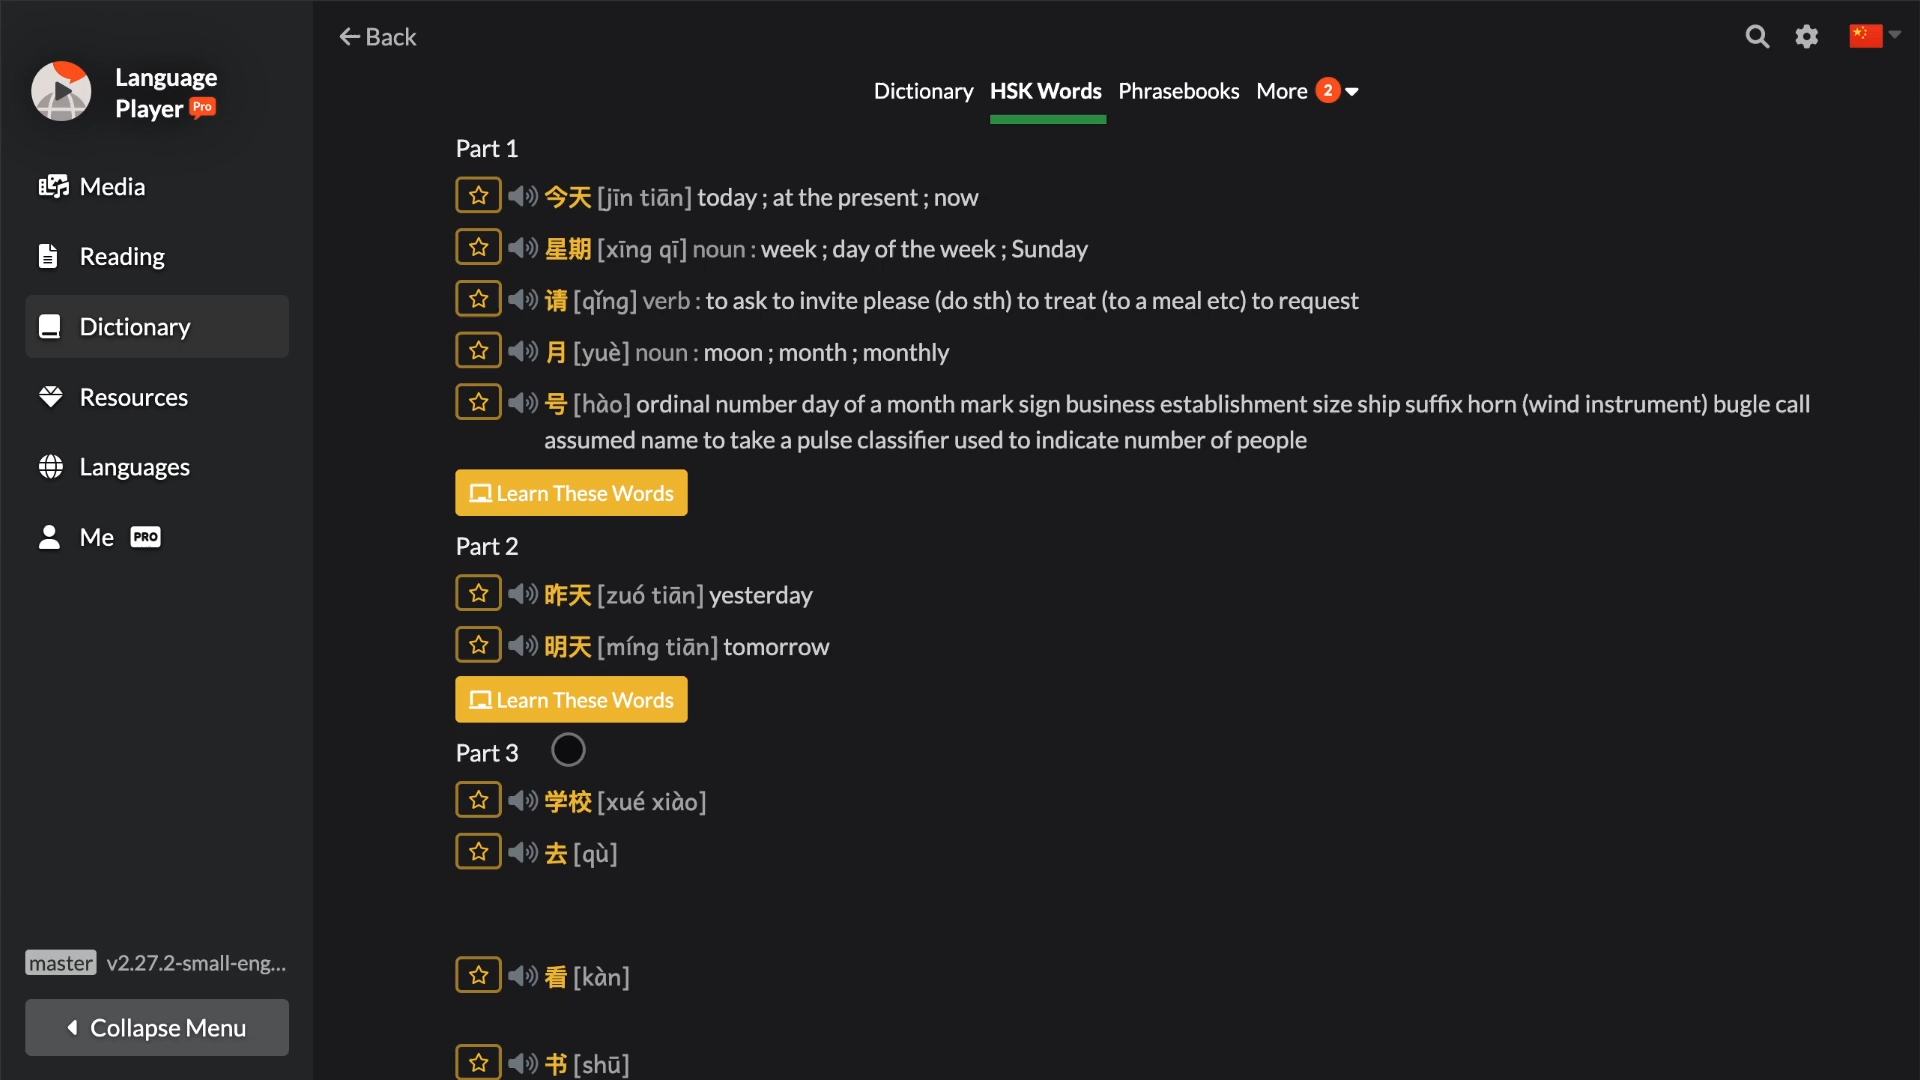 Back
Language
Player Pro
Media
Reading
Dictionary
Resources
Languages
Me PRO
master v2.27.2-small-eng...
Collapse Menu
Dictionary HSK Words Phrasebooks More 2
Part 1
今天 [jīn tiān] today ; at the present ; now
星期 [xīng qī] noun : week ; day of the week ; Sunday
请 [qǐng] verb : to ask to invite please (do sth) to treat (to a meal etc) to request
月 [yuè] noun : moon ; month ; monthly
号 [hào] ordinal number day of a month mark sign business establishment size ship suffix horn (wind instrument) bugle call
assumed name to take a pulse classifier used to indicate number of people
Learn These Words
Part 2
昨天 [zuó tiān] yesterday
明天 [míng tiān] tomorrow
Learn These Words
Part 3
学校 [xué xiào]
去 [qù]
看 [kàn]
书 [shū]